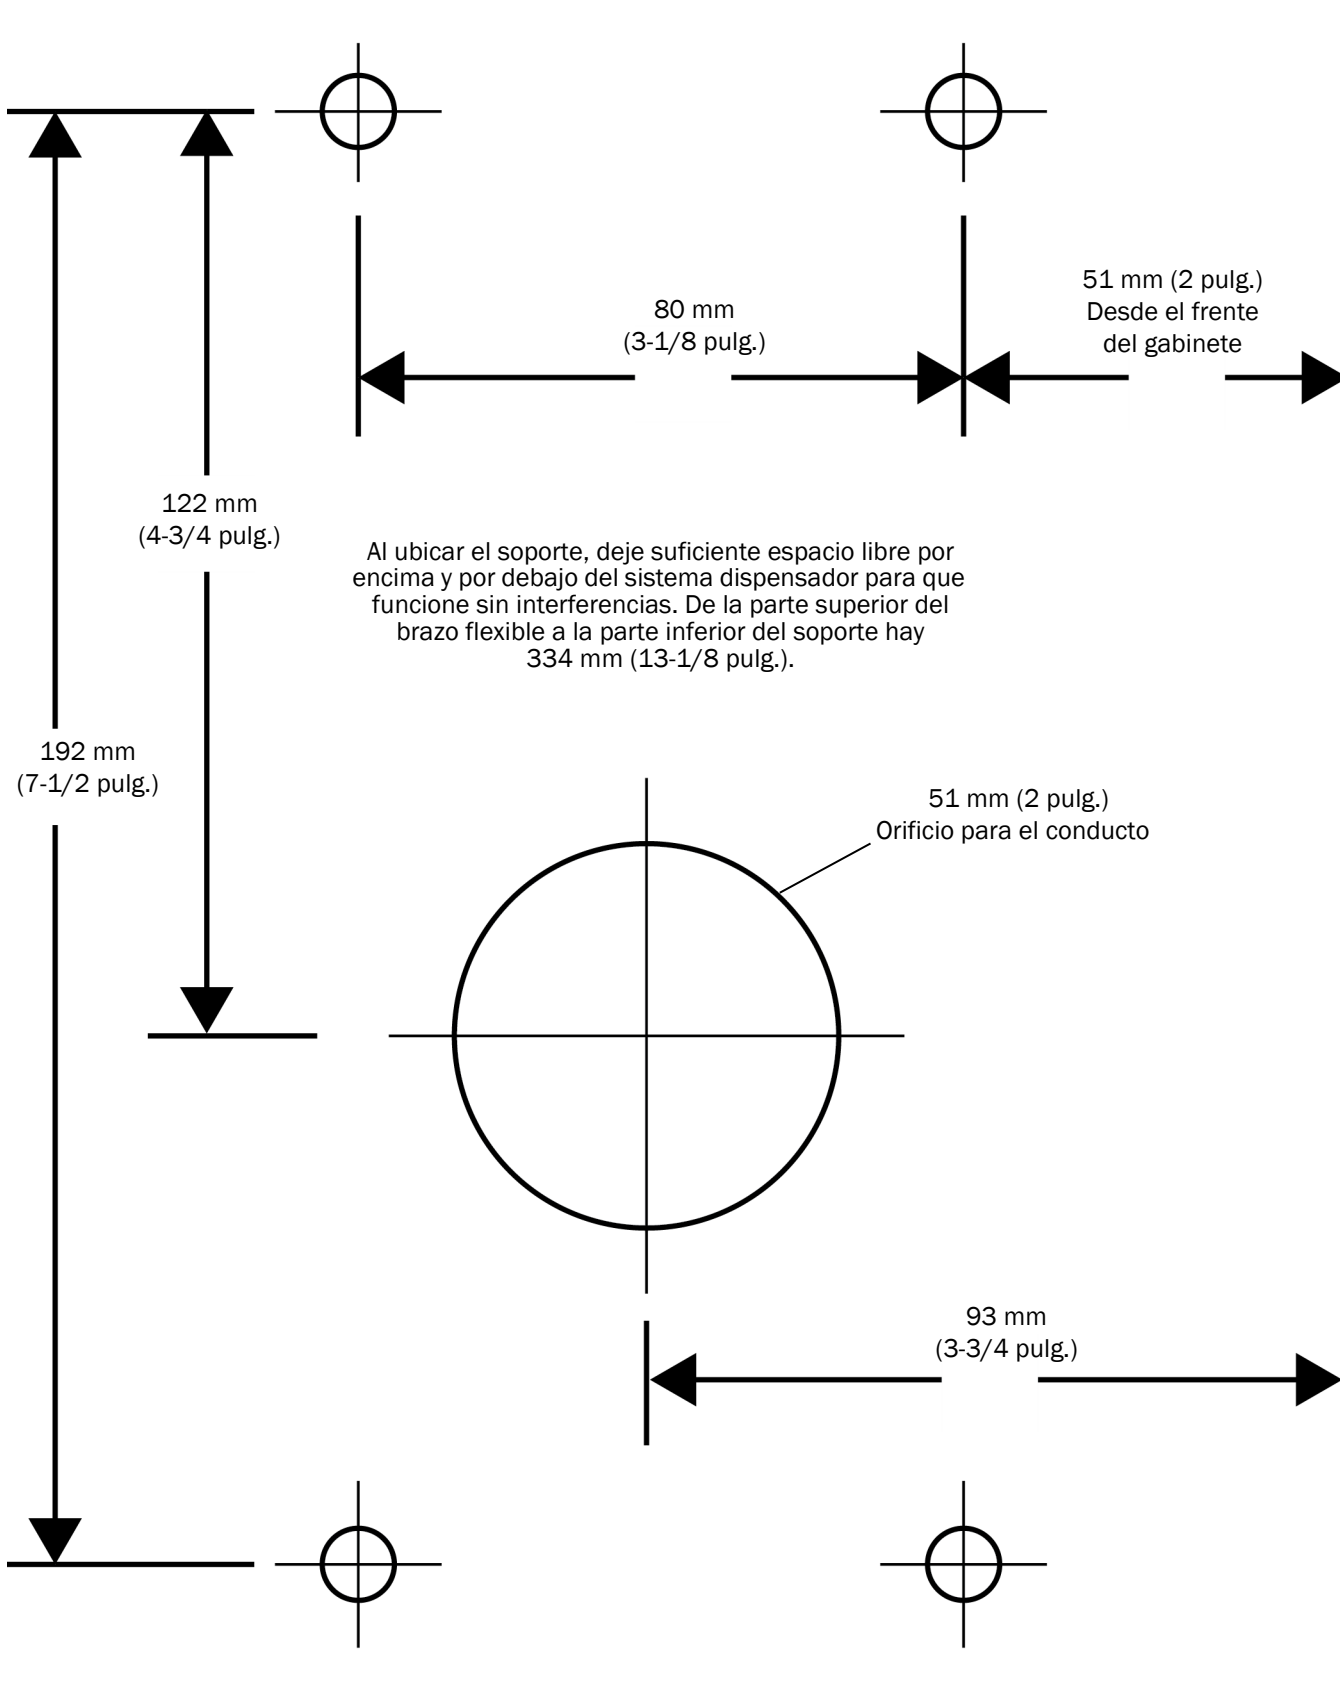 51 mm (2 pulg.)
Desde el frente
del gabinete
80 mm
(3-1/8 pulg.)
122 mm
(4-3/4 pulg.)
Al ubicar el soporte, deje suficiente espacio libre por
encima y por debajo del sistema dispensador para que
funcione sin interferencias. De la parte superior del
brazo flexible a la parte inferior del soporte hay
334 mm (13-1/8 pulg.).
192 mm
(7-1/2 pulg.)
51 mm (2 pulg.)
Orificio para el conducto
93 mm
(3-3/4 pulg.)